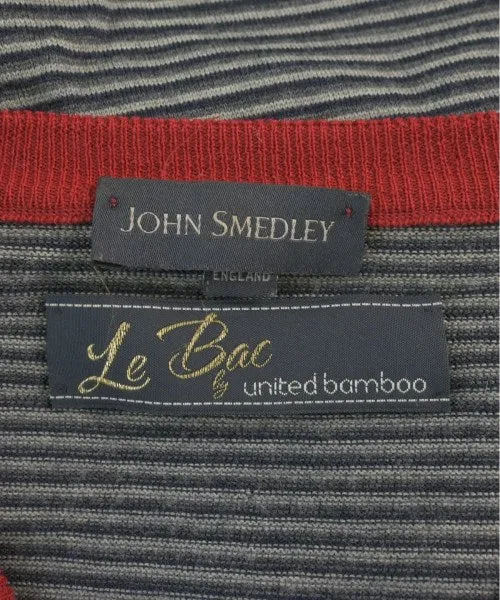 JOHN SMEDLEY
ENGLAND
Le Bac
by united bamboo